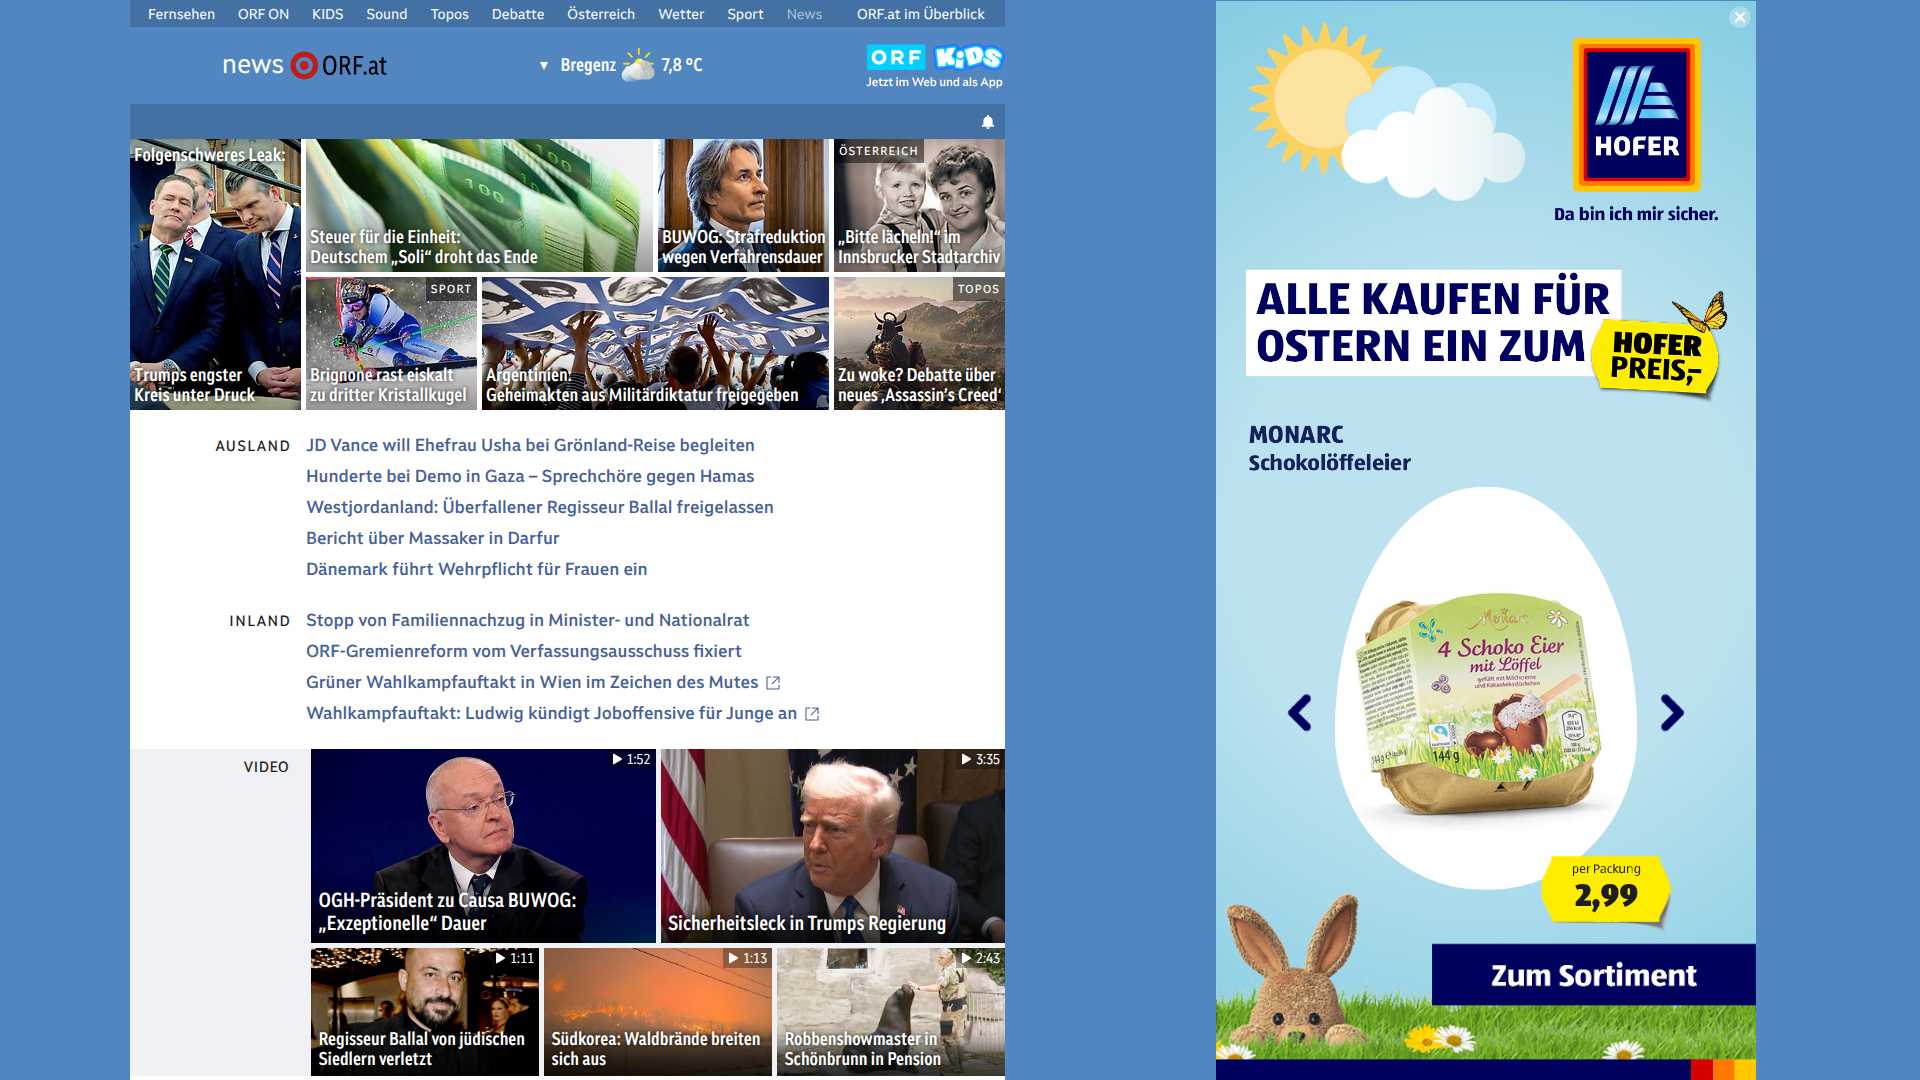 Fernsehen ORF ON KIDS Sound Topos Debatte Österreich Wetter Sport News ORF.at im Überblick
news ORF.at
Bregenz 7,8 °C
ORF KiDS
Jetzt im Web und als App
Folgenschweres Leak:
Trumps engster
Kreis unter Druck
Steuer für die Einheit:
Deutschem „Soli“ droht das Ende
BUWOG: Strafreduktion
wegen Verfahrensdauer
ÖSTERREICH
„Bitte lächeln!“ im
Innsbrucker Stadtarchiv
SPORT
Brignone rast eiskalt
zu dritter Kristallkugel
Argentinien:
Geheimakten aus Militärdiktatur freigegeben
TOPOS
Zu woke? Debatte über
neues ‚Assassin’s Creed‘
AUSLAND
JD Vance will Ehefrau Usha bei Grönland-Reise begleiten
Hunderte bei Demo in Gaza – Sprechchöre gegen Hamas
Westjordanland: Überfallener Regisseur Ballal freigelassen
Bericht über Massaker in Darfur
Dänemark führt Wehrpflicht für Frauen ein
INLAND
Stopp von Familiennachzug in Minister- und Nationalrat
ORF-Gremienreform vom Verfassungsausschuss fixiert
Grüner Wahlkampfauftakt in Wien im Zeichen des Mutes
Wahlkampfauftakt: Ludwig kündigt Joboffensive für Junge an
VIDEO
1:52
OGH-Präsident zu Causa BUWOG:
„Exzeptionelle“ Dauer
3:35
Sicherheitsleck in Trumps Regierung
1:11
Regisseur Ballal von jüdischen
Siedlern verletzt
1:13
Südkorea: Waldbrände breiten
sich aus
2:43
Robbenshowmaster in
Schönbrunn in Pension
HOFER
Da bin ich mir sicher.
ALLE KAUFEN FÜR
OSTERN EIN ZUM
HOFER
PREIS,–
MONARC
Schokolöffeleier
Monarc
4 Schoko Eier
mit Löffel
gefüllt mit Milchcreme
und Kakaokeksstückchen
144 g
per Packung
2,99
Zum Sortiment